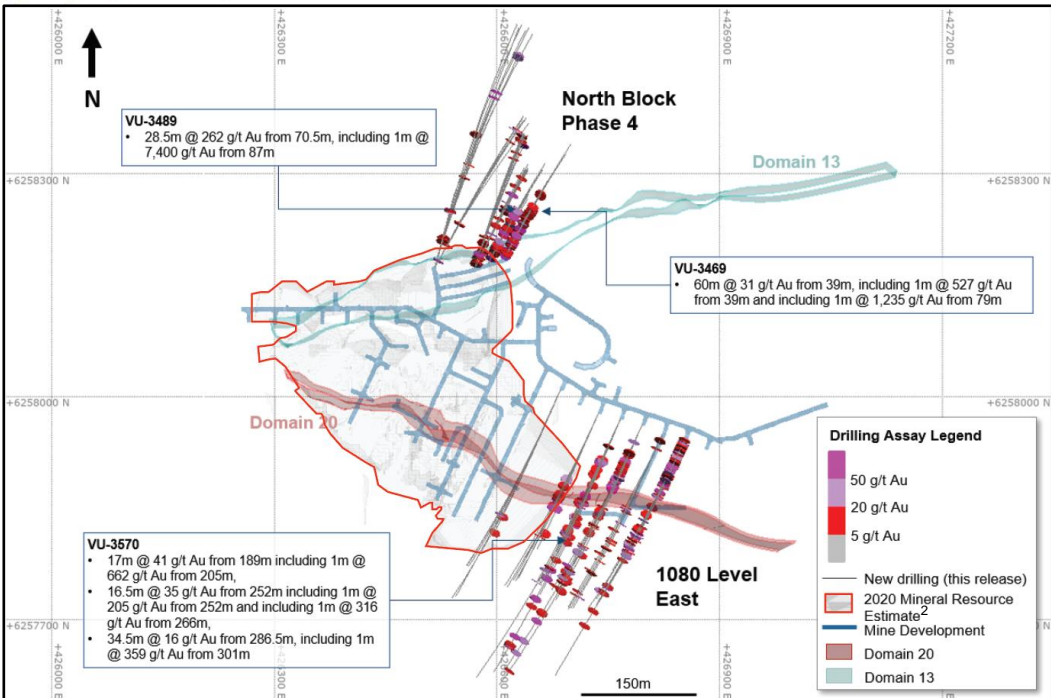 +426000 E
+426300 E
+426600 E
+426900 E
+427200 E
N
North Block
Phase 4
VU-3489
• 28.5m @ 262 g/t Au from 70.5m, including 1m @
7,400 g/t Au from 87m
Domain 13
+6258300 N
+6258300 N
VU-3469
• 60m @ 31 g/t Au from 39m, including 1m @ 527 g/t Au
from 39m and including 1m @ 1,235 g/t Au from 79m
+6258000 N
+6258000 N
Domain 20
Drilling Assay Legend
50 g/t Au
20 g/t Au
5 g/t Au
New drilling (this release)
2020 Mineral Resource
Estimate2
Mine Development
Domain 20
Domain 13
VU-3570
• 17m @ 41 g/t Au from 189m including 1m @
662 g/t Au from 205m,
• 16.5m @ 35 g/t Au from 252m including 1m @
205 g/t Au from 252m and including 1m @ 316
g/t Au from 266m,
• 34.5m @ 16 g/t Au from 286.5m, including 1m
@ 359 g/t Au from 301m
1080 Level
East
+6257700 N
+426000 E
+426300 E
+426600 E
+426900 E
150m